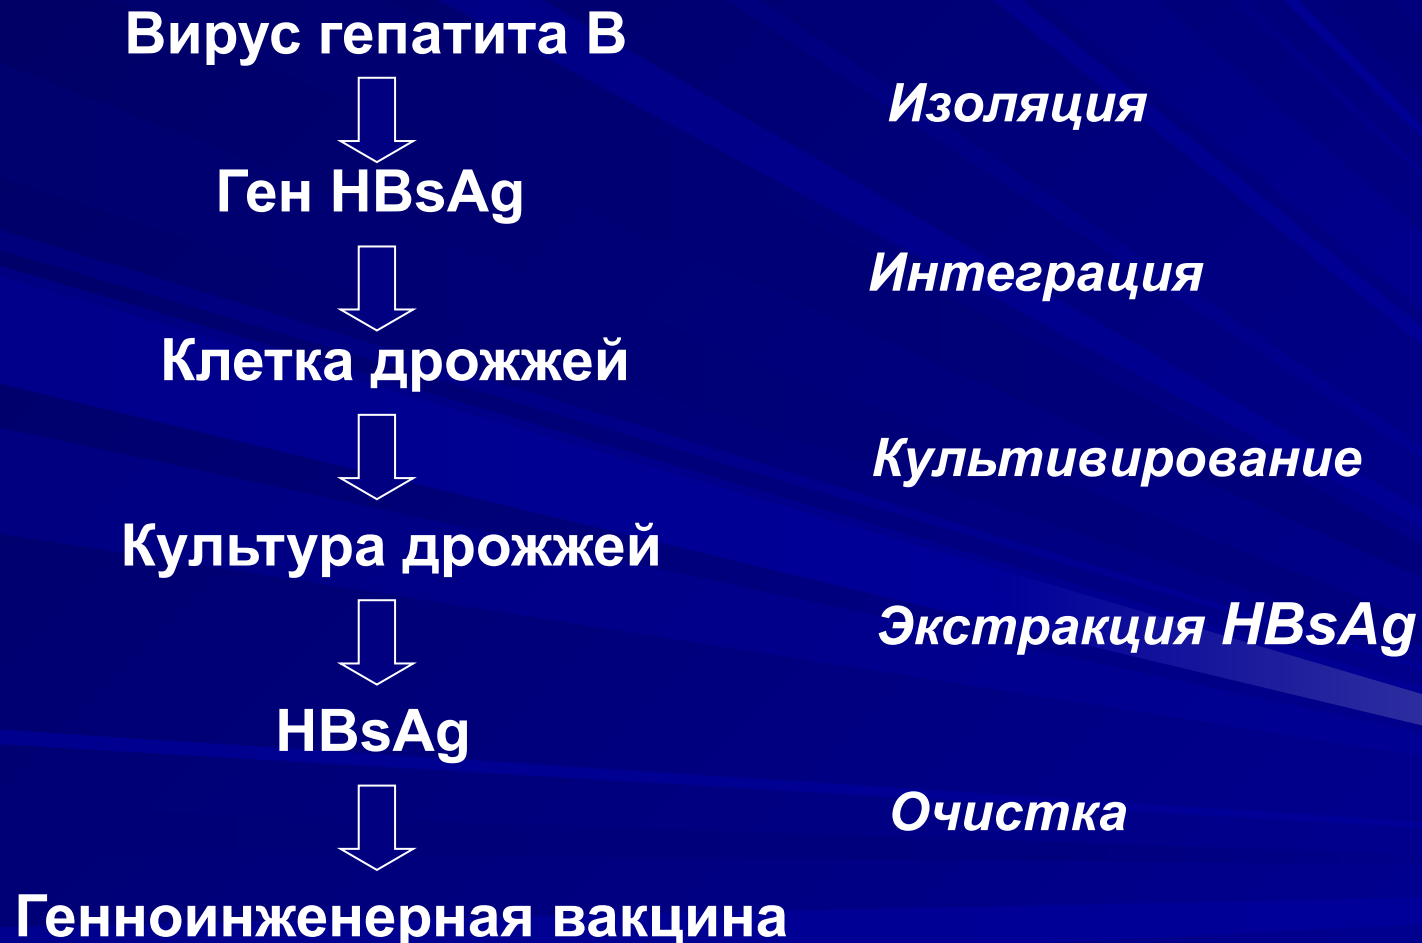 Вирус гепатита В
Изоляция
Ген HBsAg
Интеграция
Клетка дрожжей
Культивирование
Культура дрожжей
Экстракция HBsAg
HBsAg
Очистка
Генноинженерная вакцина